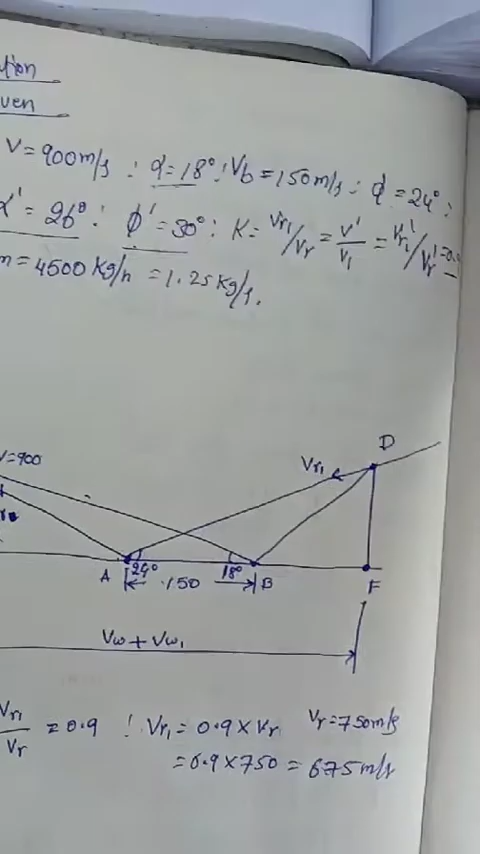 tion
ven
V=900m/s ∴ α=18° ! Vb=150m/s ∴ ϕ=24° :
α'=26° : ϕ'=30° : K= Vr1/Vr = V'/V1 = Vr1'/Vr' =0.
m=4500 Kg/h =1.25Kg/s.
V=900
Vr1
D
A 24° 150 18° B
F
Vw+Vw1
Vr1/Vr =0.9 ! Vr1=0.9×Vr Vr=750m/s
=0.9×750 = 675m/s